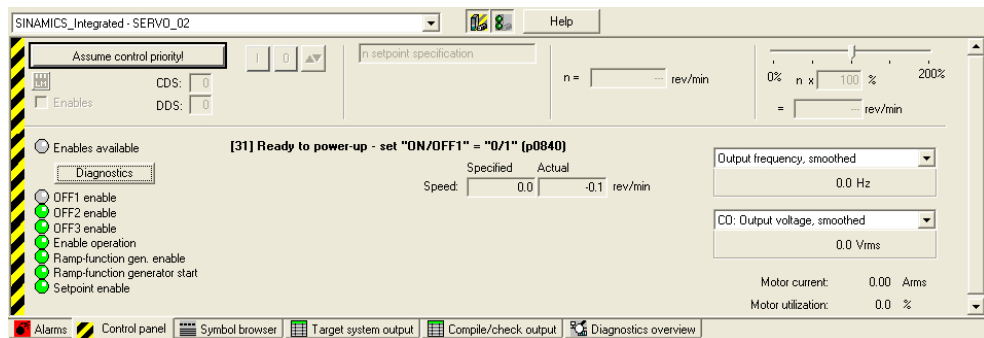 SINAMICS_Integrated - SERVO_02
Help
Assume control priority!
I 0
n setpoint specification
n = --- rev/min
0% n x 100 % 200%
= --- rev/min
CDS: 0
Enables
DDS: 0
Enables available
[31] Ready to power-up - set "ON/OFF1" = "0/1" (p0840)
Diagnostics
Specified Actual
Speed: 0.0 -0.1 rev/min
Output frequency, smoothed
0.0 Hz
OFF1 enable
OFF2 enable
OFF3 enable
Enable operation
Ramp-function gen. enable
Ramp-function generator start
Setpoint enable
CO: Output voltage, smoothed
0.0 Vrms
Motor current: 0.00 Arms
Motor utilization: 0.0 %
Alarms Control panel Symbol browser Target system output Compile/check output Diagnostics overview